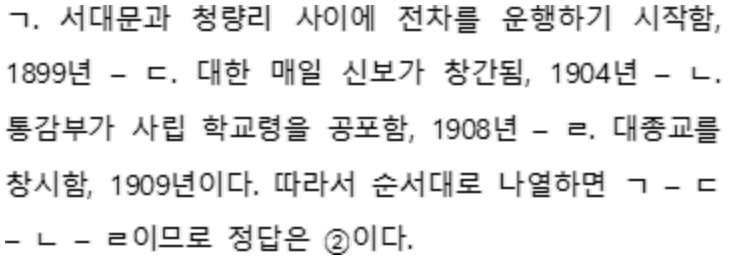 ㄱ. 서대문과 청량리 사이에 전차를 운행하기 시작함,
1899년 – ㄷ. 대한 매일 신보가 창간됨, 1904년 – ㄴ.
통감부가 사립 학교령을 공포함, 1908년 – ㄹ. 대종교를
창시함, 1909년이다. 따라서 순서대로 나열하면 ㄱ – ㄷ
– ㄴ – ㄹ이므로 정답은 ②이다.